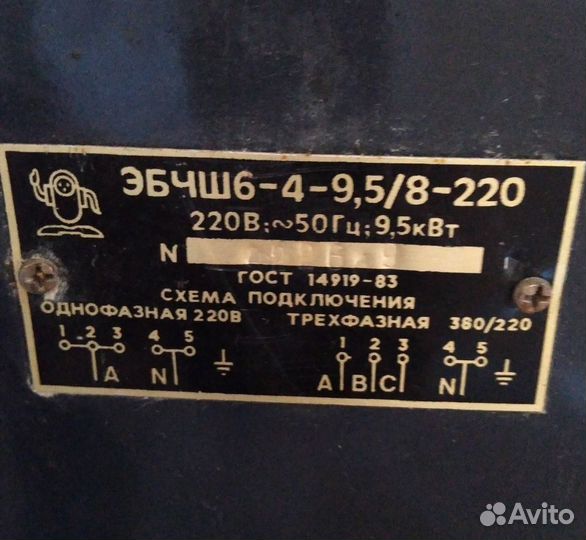 ЭБЧШ6-4-9,5/8-220
220В:~50Гц; 9,5кВт
N
ГОСТ 14919-83
СХЕМА ПОДКЛЮЧЕНИЯ
ОДНОФАЗНАЯ 220В ТРЕХФАЗНАЯ 380/220
1 2 3 4 5 1 2 3 4 5
A N A B C N
Avito